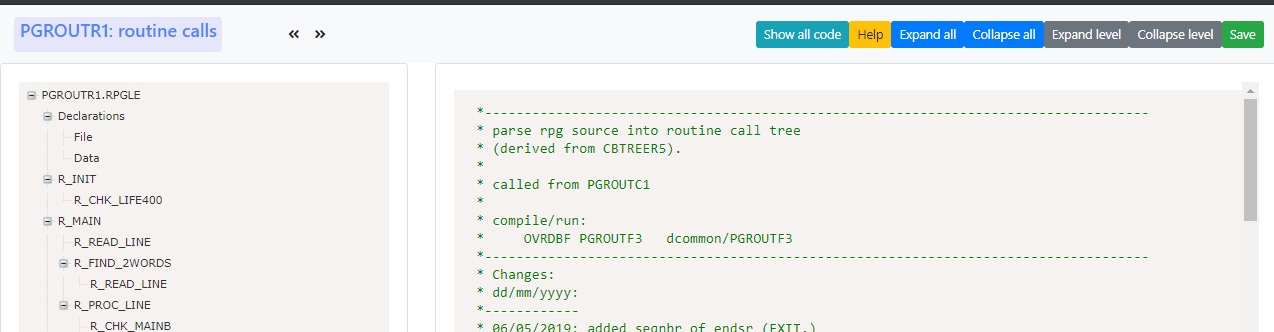 PGROUTR1: routine calls
« »
Show all code Help Expand all Collapse all Expand level Collapse level Save
PGROUTR1.RPGLE
Declarations
File
Data
R_INIT
R_CHK_LIFE400
R_MAIN
R_READ_LINE
R_FIND_2WORDS
R_READ_LINE
R_PROC_LINE
R_CHK_MAINB
*----------------------------------------------------------------------------------------
* parse rpg source into routine call tree
* (derived from CBTREER5).
*
* called from PGROUTC1
*
* compile/run:
*     OVRDBF PGROUTF3   dcommon/PGROUTF3
*----------------------------------------------------------------------------------------
* Changes:
* dd/mm/yyyy:
*------------
* 06/05/2019: added seqnbr of endsr (EXIT.)